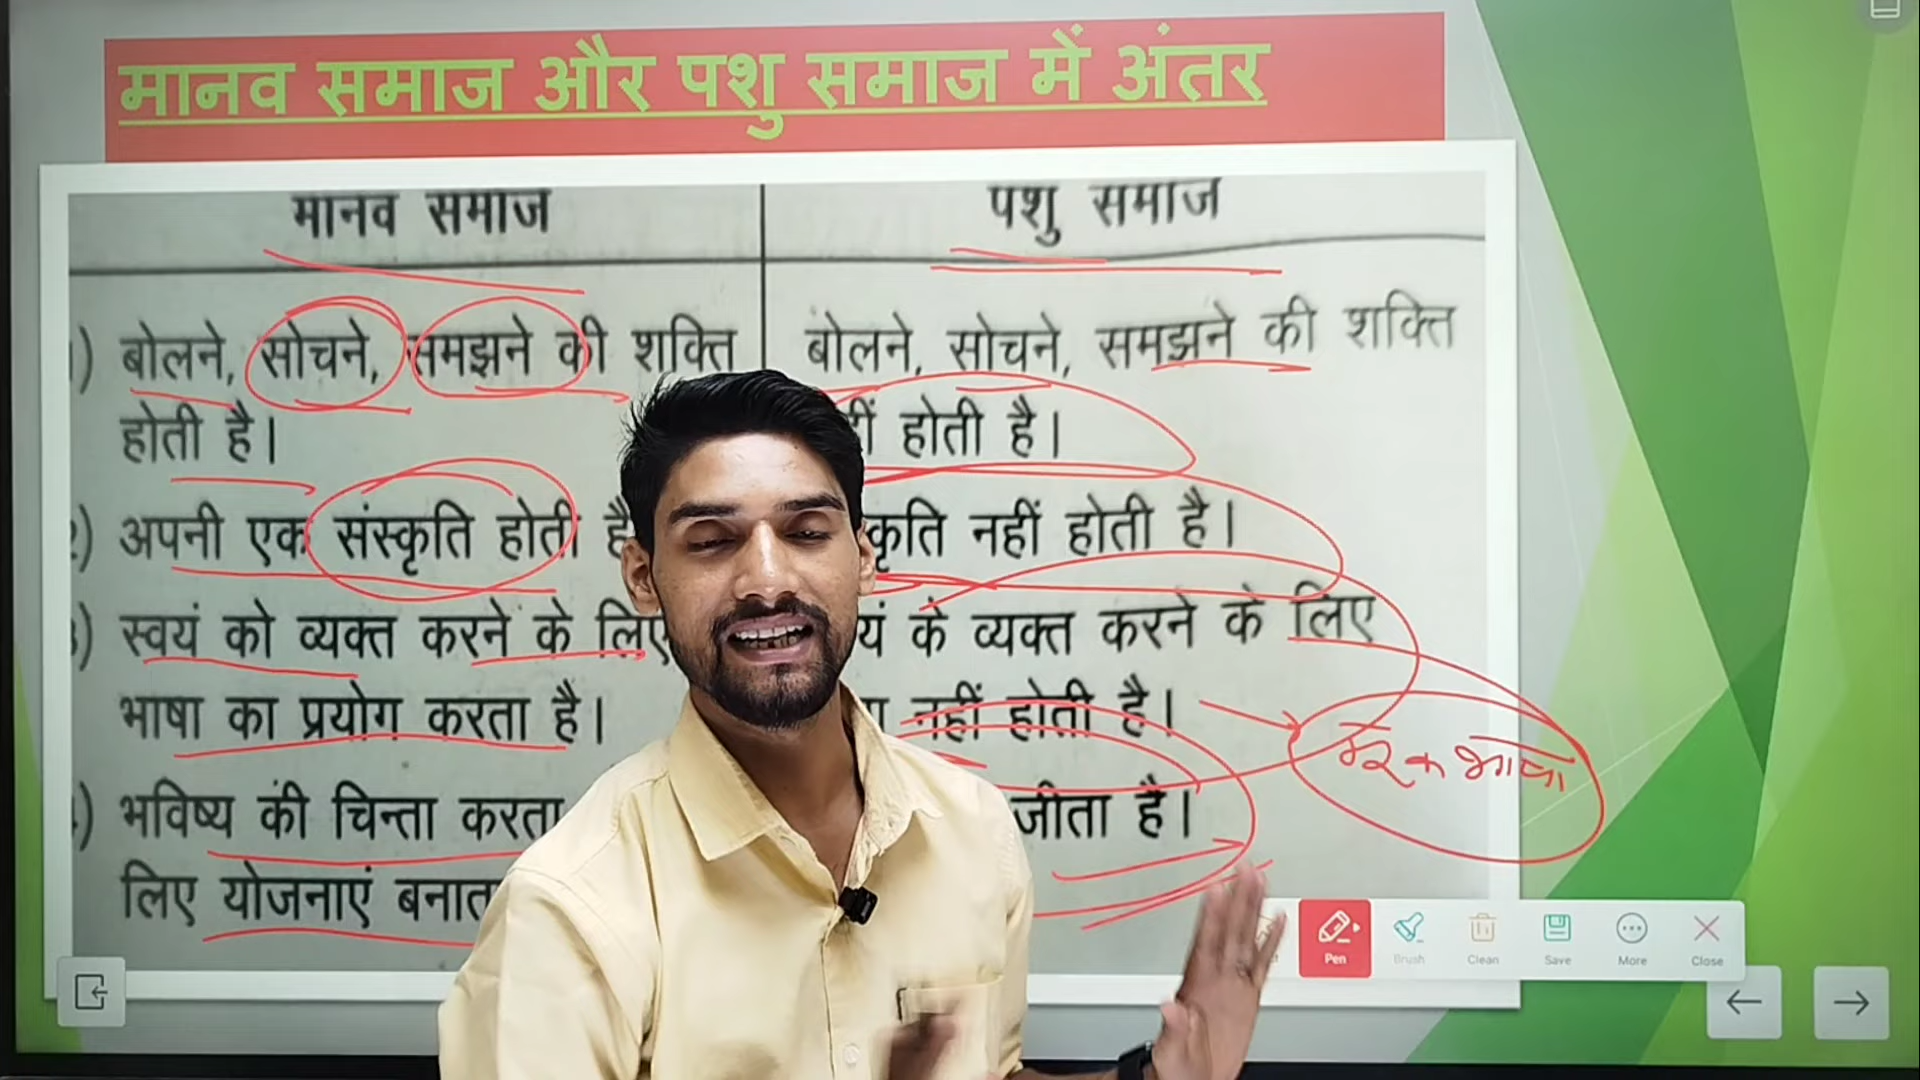 मानव समाज और पशु समाज में अंतर
मानव समाज
पशु समाज
बोलने, सोचने, समझने की शक्ति
होती है।
अपनी एक संस्कृति होती
स्वयं को व्यक्त करने के लिए
भाषा का प्रयोग करता है।
भविष्य की चिन्ता करता
लिए योजनाएं
बोलने, सोचने, समझने की शक्ति
होती है।
नहीं होती है।
के व्यक्त करने के लिए
नहीं होती है।
जीता है।
भाषा
Pen
Brush
Clean
Save
More
Close